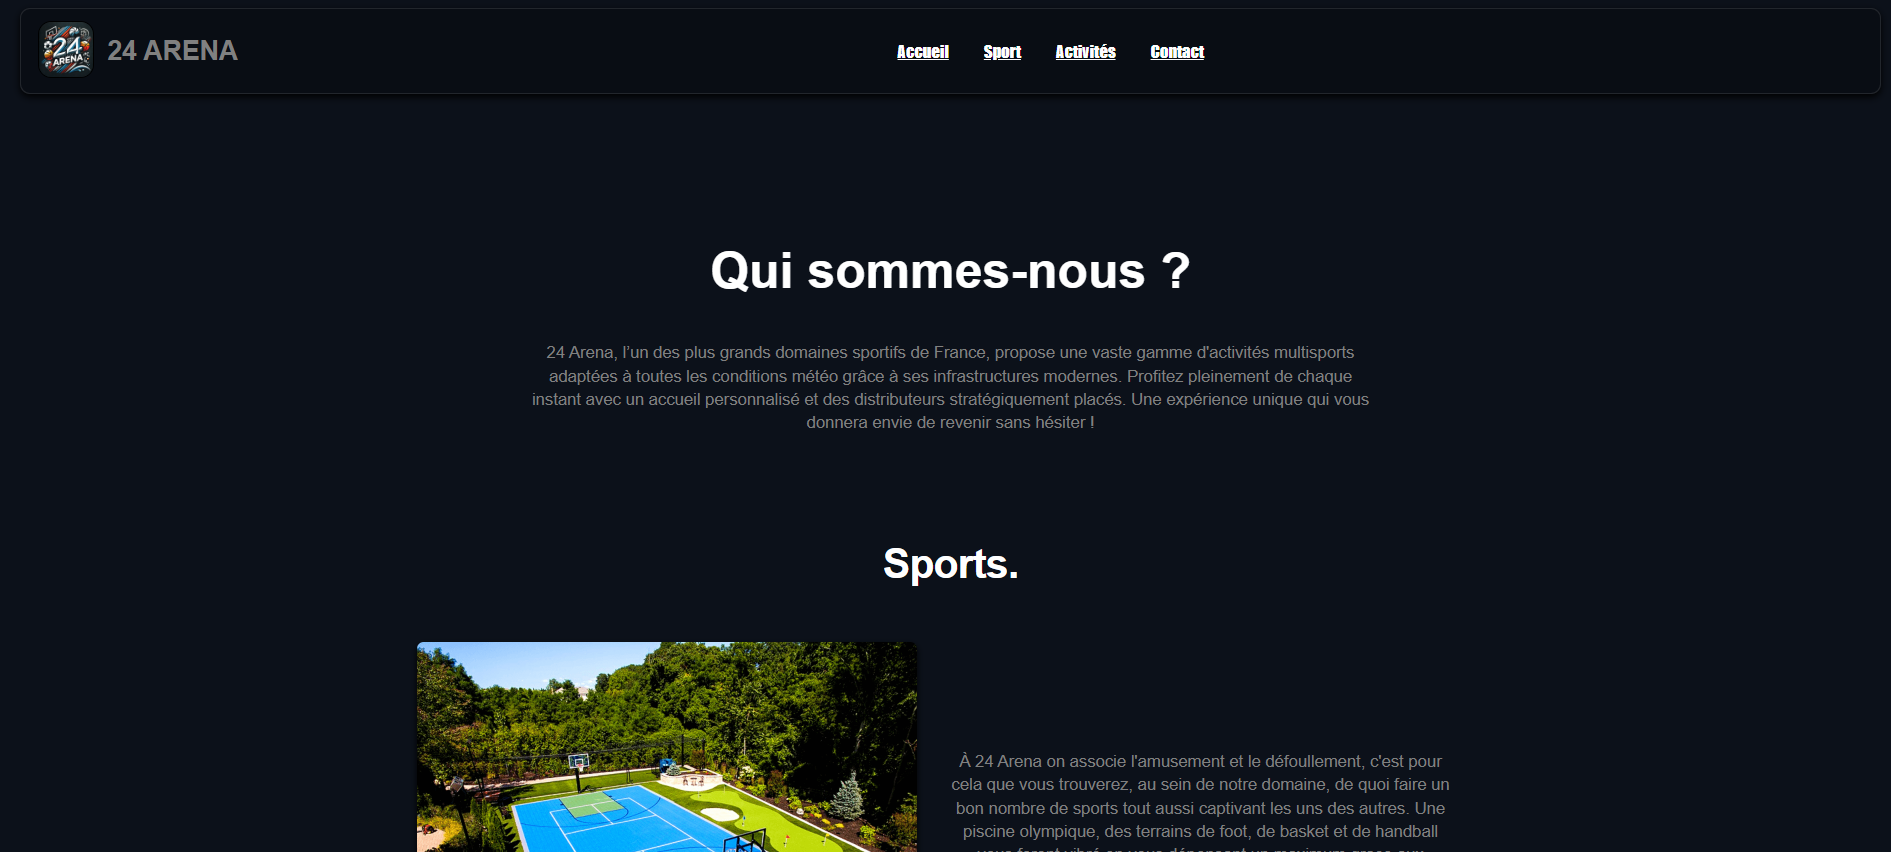 24
ARENA
24 ARENA
Accueil Sport Activités Contact
Qui sommes-nous ?
24 Arena, l’un des plus grands domaines sportifs de France, propose une vaste gamme d'activités multisports
adaptées à toutes les conditions météo grâce à ses infrastructures modernes. Profitez pleinement de chaque
instant avec un accueil personnalisé et des distributeurs stratégiquement placés. Une expérience unique qui vous
donnera envie de revenir sans hésiter !
Sports.
À 24 Arena on associe l'amusement et le défoullement, c'est pour
cela que vous trouverez, au sein de notre domaine, de quoi faire un
bon nombre de sports tout aussi captivant les uns des autres. Une
piscine olympique, des terrains de foot, de basket et de handball